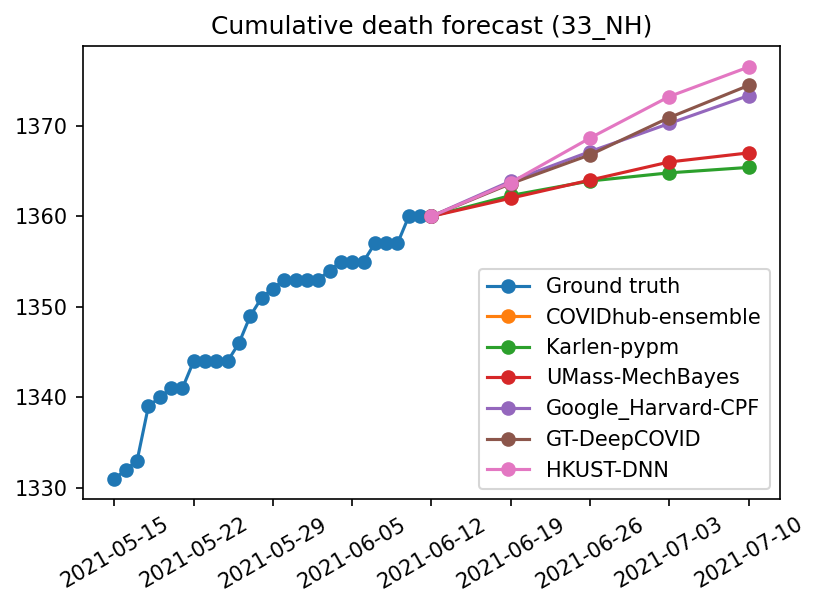 Cumulative death forecast (33_NH)
1370
1360
1350
1340
1330
Ground truth
COVIDhub-ensemble
Karlen-pypm
UMass-MechBayes
Google_Harvard-CPF
GT-DeepCOVID
HKUST-DNN
2021-05-15
2021-05-22
2021-05-29
2021-06-05
2021-06-12
2021-06-19
2021-06-26
2021-07-03
2021-07-10